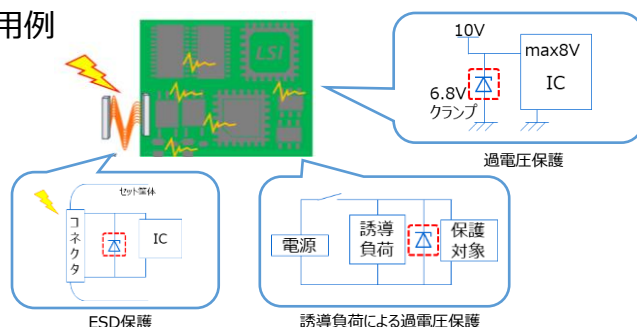 用例
LSI
10V
max8V
IC
6.8V
クランプ
過電圧保護
セット筐体
コネクタ
IC
ESD保護
電源
誘導
負荷
保護
対象
誘導負荷による過電圧保護